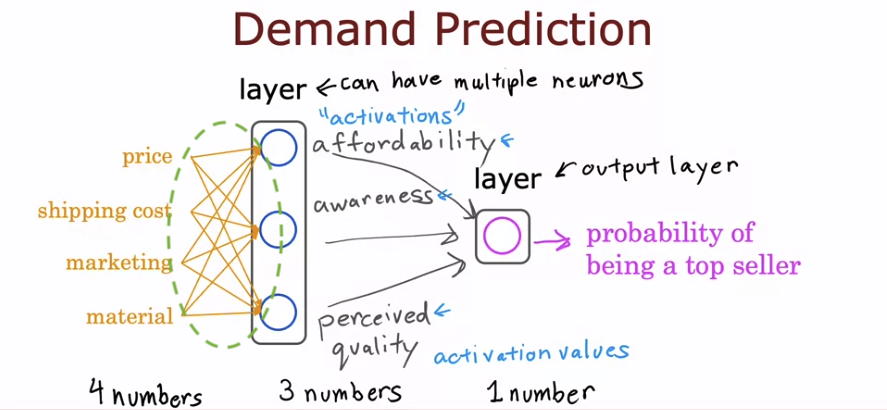 Demand Prediction
layer ← can have multiple neurons
"activations"
affordability ←
price
layer ← output layer
shipping cost
awareness ←
probability of
being a top seller
marketing
material
perceived ←
quality
activation values
4 numbers
3 numbers
1 number